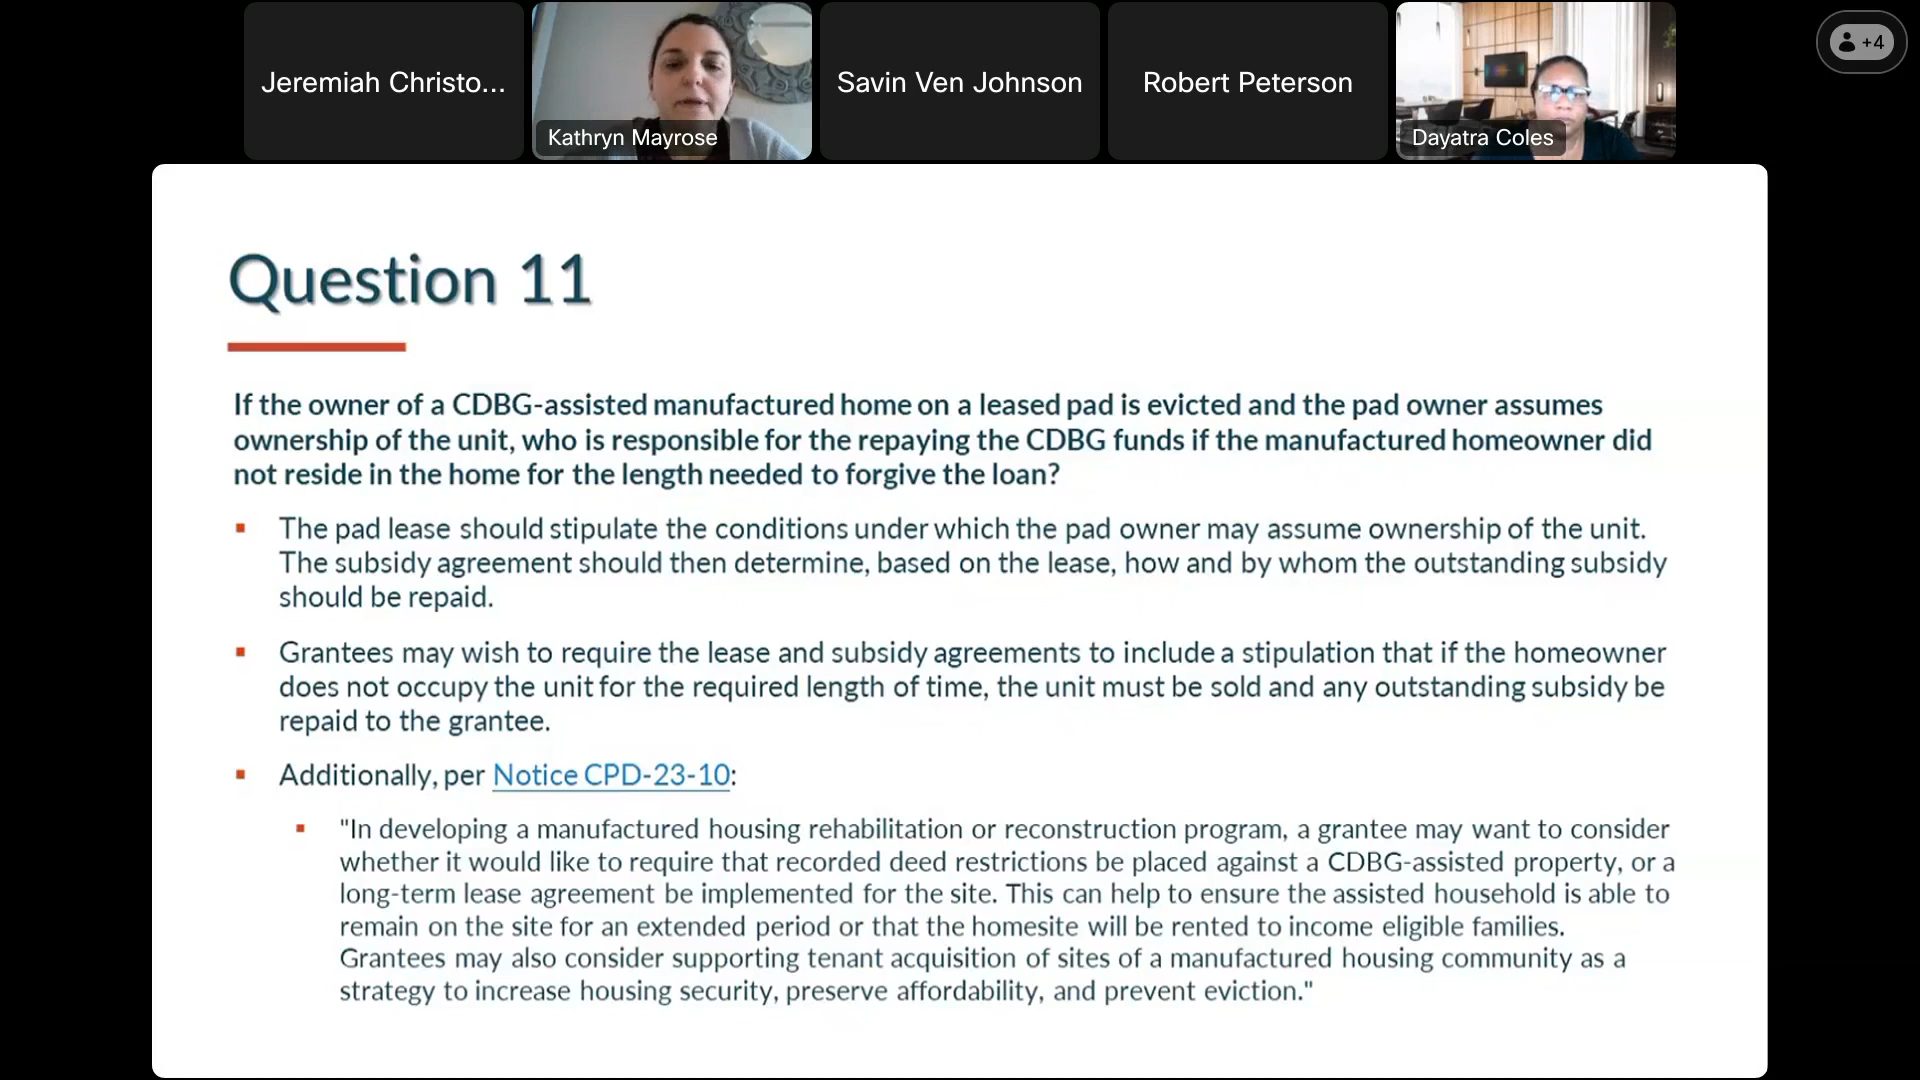 Jeremiah Christo...
Kathryn Mayrose
Savin Ven Johnson
Robert Peterson
Dayatra Coles
+4
Question 11
If the owner of a CDBG-assisted manufactured home on a leased pad is evicted and the pad owner assumes
ownership of the unit, who is responsible for the repaying the CDBG funds if the manufactured homeowner did
not reside in the home for the length needed to forgive the loan?
▪ The pad lease should stipulate the conditions under which the pad owner may assume ownership of the unit.
The subsidy agreement should then determine, based on the lease, how and by whom the outstanding subsidy
should be repaid.
▪ Grantees may wish to require the lease and subsidy agreements to include a stipulation that if the homeowner
does not occupy the unit for the required length of time, the unit must be sold and any outstanding subsidy be
repaid to the grantee.
▪ Additionally, per Notice CPD-23-10:
▪ "In developing a manufactured housing rehabilitation or reconstruction program, a grantee may want to consider
whether it would like to require that recorded deed restrictions be placed against a CDBG-assisted property, or a
long-term lease agreement be implemented for the site. This can help to ensure the assisted household is able to
remain on the site for an extended period or that the homesite will be rented to income eligible families.
Grantees may also consider supporting tenant acquisition of sites of a manufactured housing community as a
strategy to increase housing security, preserve affordability, and prevent eviction."